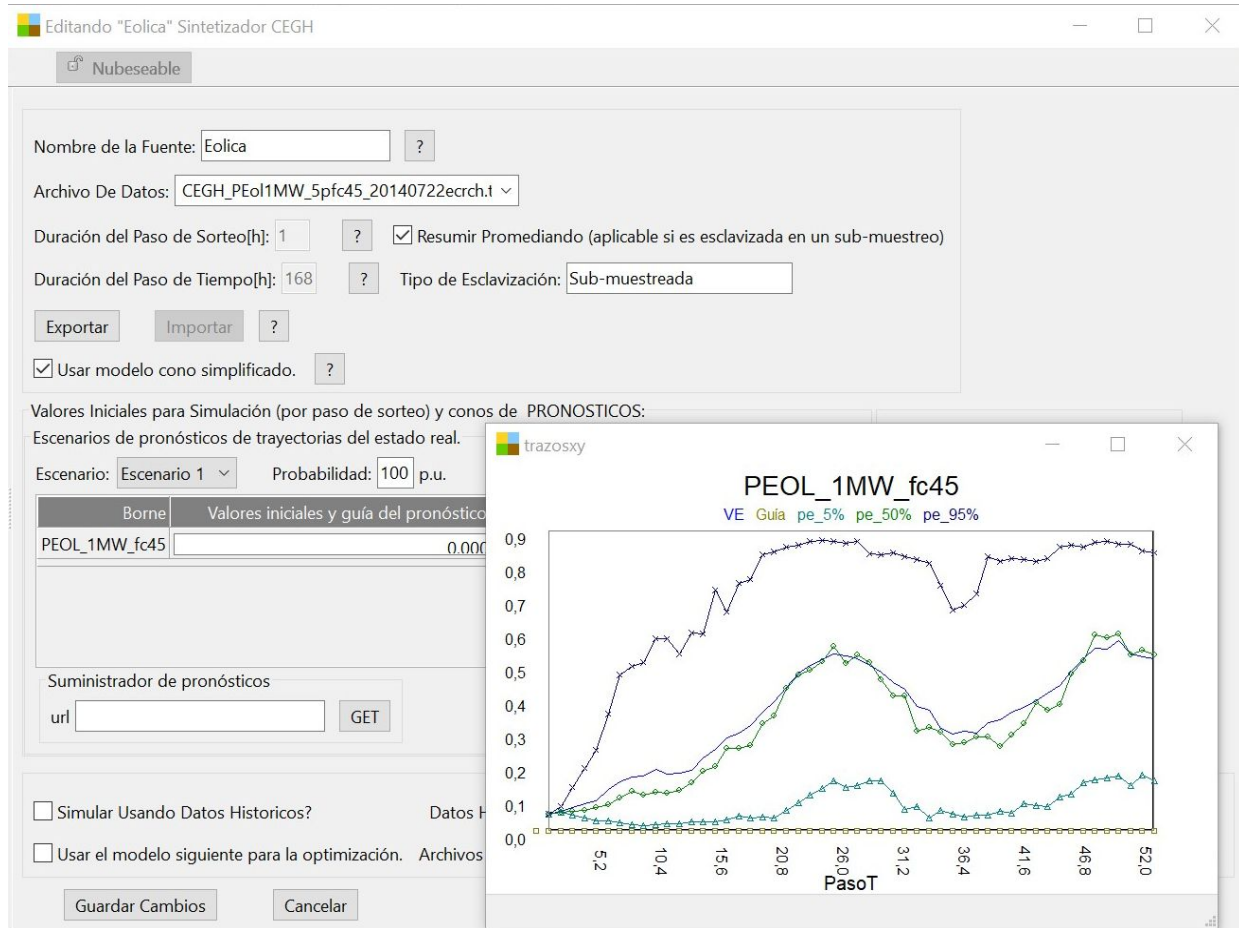 Editando "Eolica" Sintetizador CEGH
Nubeseable
Nombre de la Fuente: Eolica ?
Archivo De Datos: CEGH_PEol1MW_5pfc45_20140722ecrch.t
Duración del Paso de Sorteo[h]: 1 ? Resumir Promediando (aplicable si es esclavizada en un sub-muestreo)
Duración del Paso de Tiempo[h]: 168 ? Tipo de Esclavización: Sub-muestreada
Exportar Importar ?
Usar modelo cono simplificado. ?
Valores Iniciales para Simulación (por paso de sorteo) y conos de PRONOSTICOS:
Escenarios de pronósticos de trayectorias del estado real.
Escenario: Escenario 1 Probabilidad: 100 p.u.
Borne Valores iniciales y guía del pronóstico
PEOL_1MW_fc45 0.000
Suministrador de pronósticos
url GET
Simular Usando Datos Historicos? Datos H
Usar el modelo siguiente para la optimización. Archivos
Guardar Cambios Cancelar
trazosxy
PEOL_1MW_fc45
VE Guía pe_5% pe_50% pe_95%
0,9
0,8
0,7
0,6
0,5
0,4
0,3
0,2
0,1
0,0
5,2 10,4 15,6 20,8 26,0 31,2 36,4 41,6 46,8 52,0
PasoT